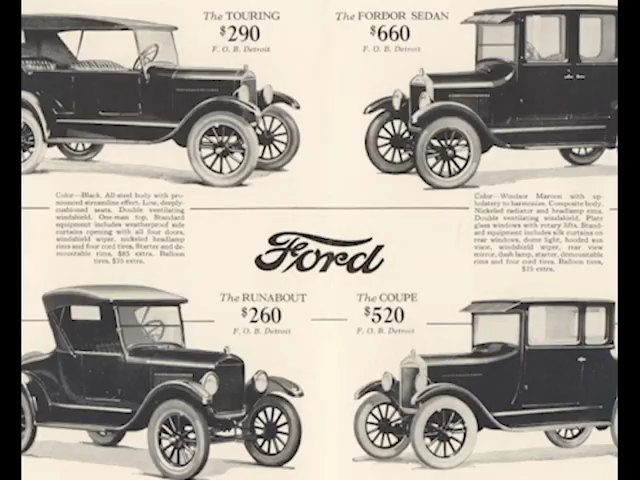 The TOURING
$290
F. O. B. Detroit
The FORDOR SEDAN
$660
F. O. B. Detroit
Color—Black. All-steel body with pro-
nounced streamline effect. Low, deeply-
cushioned seats. Double ventilating
windshield. One-man top. Standard
equipment includes weatherproof side
curtains opening with all four doors,
windshield wiper, nickeled headlamp
rims and four cord tires. Starter and de-
mountable rims, $85 extra. Balloon
tires, $25 extra.
Color—Windsor Maroon with up-
holstery to harmonize. Composite body.
Nickeled radiator and headlamp rims.
Double ventilating windshield. Plate
glass windows with rotary lifts. Stand-
ard equipment includes silk curtains on
rear windows, dome light, hooded sun
visor, windshield wiper, rear view
mirror, dash lamp, starter, demountable
rims and four cord tires. Balloon tires,
$25 extra.
Ford
The RUNABOUT
$260
F. O. B. Detroit
The COUPE
$520
F. O. B. Detroit